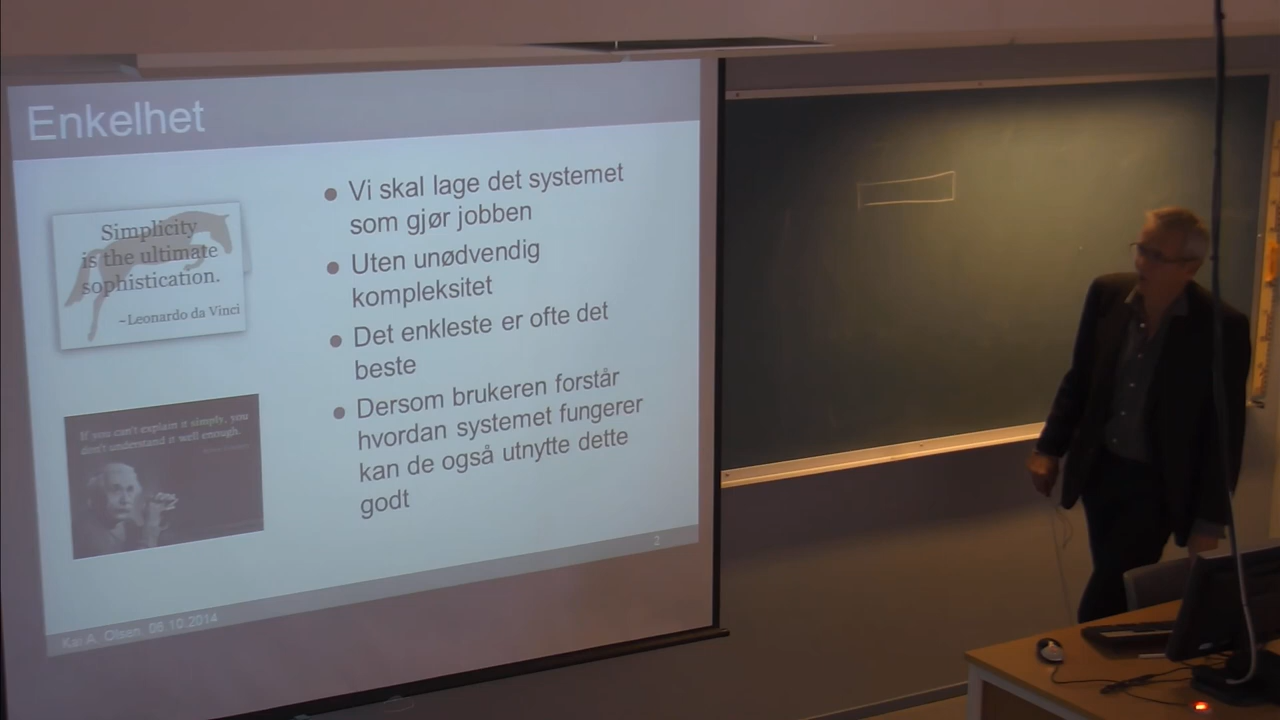 Enkelhet
Simplicity
is the ultimate
sophistication.
–Leonardo da Vinci
If you can't explain it simply, you
don't understand it well enough.
Vi skal lage det systemet
som gjør jobben
Uten unødvendig
kompleksitet
Det enkleste er ofte det
beste
Dersom brukeren forstår
hvordan systemet fungerer
kan de også utnytte dette
godt
2
Kai A. Olsen, 06.10.2014